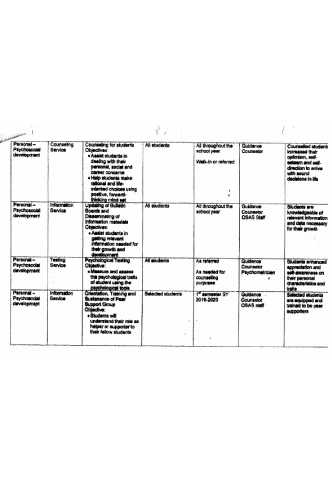 Personal – Psychosocial development
Counseling Service
Counseling for students
Objectives:
• Assist students in dealing with their personal, social and career concerns
• Help students make rational and life-oriented choices using positive, forward-thinking mind set
All students
All throughout the school year
Walk-in or referred
Guidance Counselor
Counselled students increased their optimism, self-esteem and self-direction to arrive with sound decisions in life
Personal – Psychosocial development
Information Service
Updating of Bulletin Boards and Disseminating of Information materials
Objectives:
• Assist students in getting relevant information needed for their growth and development
All students
All throughout the school year
Guidance Counselor
OSAS Staff
Students are knowledgeable of relevant information and data necessary for their growth
Personal – Psychosocial development
Testing Service
Psychological Testing
Objective:
• Measure and assess the psychological traits of student using the psychological tools
All students
As referred
As needed for counseling purposes
Guidance Counselor
Psychometrician
Students enhanced appreciation and self-awareness on their personal characteristics and traits
Personal – Psychosocial development
Information Service
Orientation, Training and Sustenance of Peer Support Group
Objective:
• Students will understand their role as helper or supporter to their fellow students
Selected students
1st semester SY 2019-2020
Guidance Counselor
OSAS staff
Selected students are equipped and trained to be peer supporters